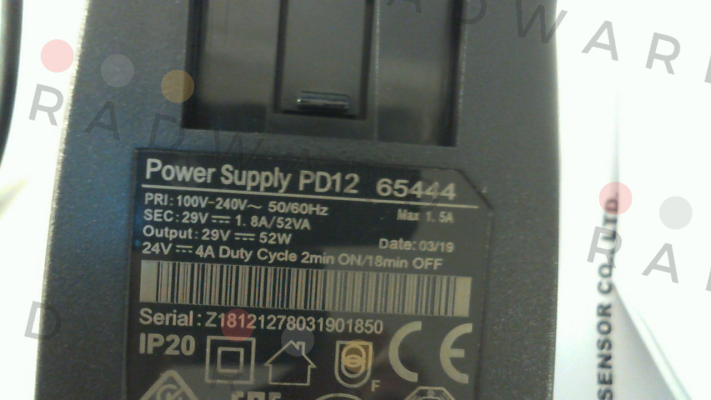 Power Supply PD12 65444
PRI: 100V-240V~ 50/60Hz Max 1.5A
SEC: 29V⎓1.8A/52VA
Output: 29V⎓52W Date: 03/19
24V⎓4A Duty Cycle 2min ON/18min OFF
Serial: Z18121278031901850
IP20
F
CE
SENSOR CO.,LTD.
RADWARE
RADWAR
RA
D